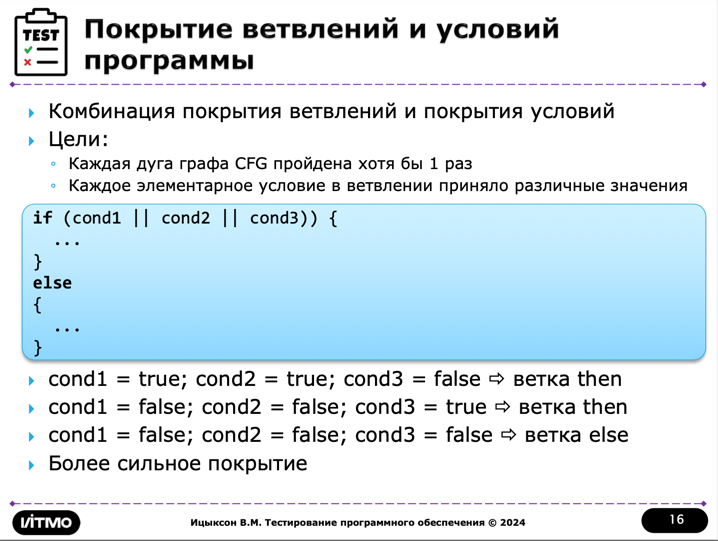 TEST
Покрытие ветвлений и условий
программы
Комбинация покрытия ветвлений и покрытия условий
Цели:
Каждая дуга графа CFG пройдена хотя бы 1 раз
Каждое элементарное условие в ветвлении приняло различные значения
if (cond1 || cond2 || cond3)) {
...
}
else
{
...
}
cond1 = true; cond2 = true; cond3 = false ⇨ ветка then
cond1 = false; cond2 = false; cond3 = true ⇨ ветка then
cond1 = false; cond2 = false; cond3 = false ⇨ ветка else
Более сильное покрытие
ИТМО
Ицыксон В.М. Тестирование программного обеспечения © 2024
16